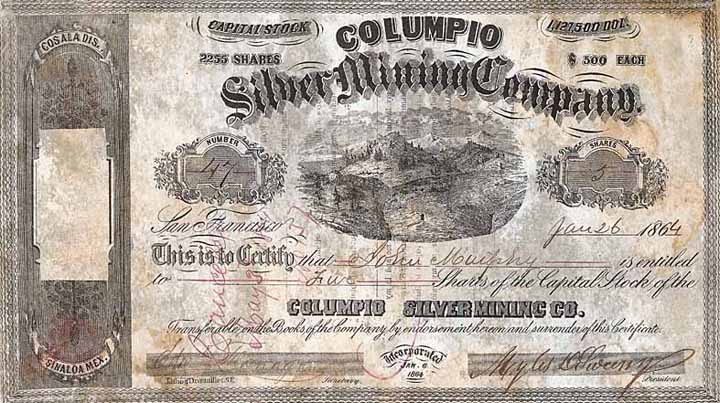 COSALA DIS.
CAPITAL STOCK
COLUMPIO
1,127,500 DOL.
2255 SHARES
$ 500 EACH
Silver Mining Company.
NUMBER
47
SHARES
5
San Francisco
Jan 26 1864
This is to Certify that John Murphy is entitled
to Five Shares of the Capital Stock of the
COLUMPIO SILVER MINING CO.
Transferable on the Books of the Company by endorsement hereon and surrender of this Certificate.
Incorporated
JAN. 6
1864
Secretary.
President
SINALOA MEX.